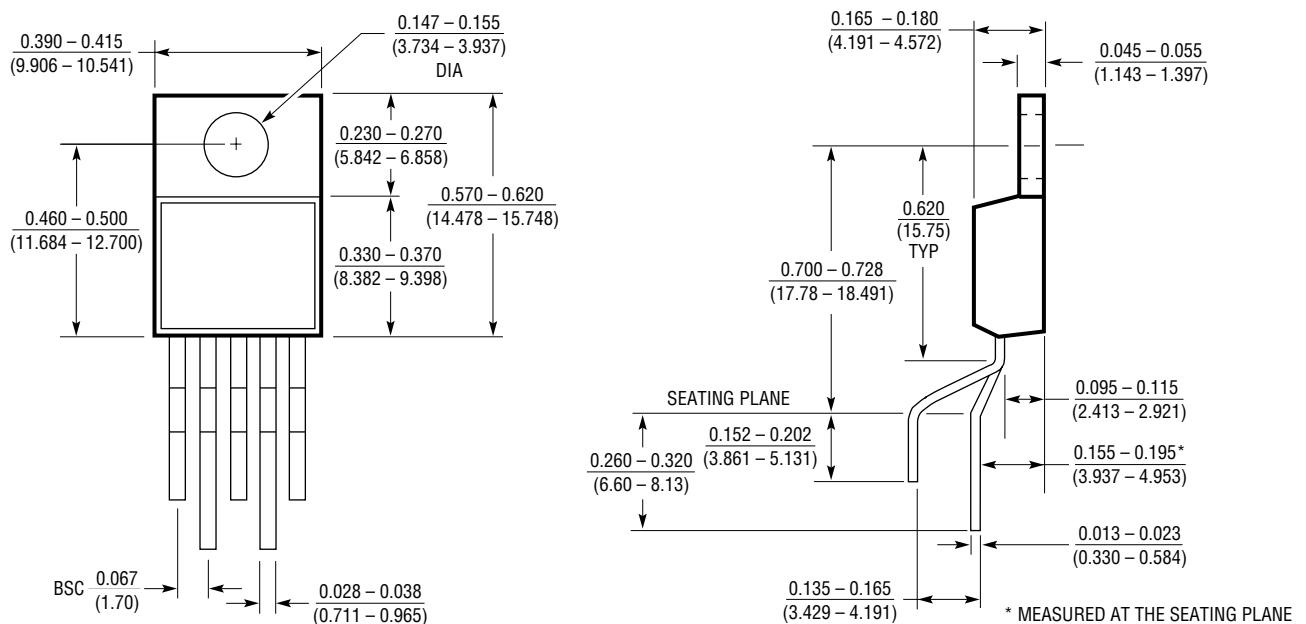 0.390 – 0.415
(9.906 – 10.541)
0.147 – 0.155
(3.734 – 3.937)
DIA
0.230 – 0.270
(5.842 – 6.858)
0.570 – 0.620
(14.478 – 15.748)
0.460 – 0.500
(11.684 – 12.700)
0.330 – 0.370
(8.382 – 9.398)
BSC
0.067
(1.70)
0.028 – 0.038
(0.711 – 0.965)
0.165 – 0.180
(4.191 – 4.572)
0.045 – 0.055
(1.143 – 1.397)
0.620
(15.75)
TYP
0.700 – 0.728
(17.78 – 18.491)
SEATING PLANE
0.152 – 0.202
(3.861 – 5.131)
0.260 – 0.320
(6.60 – 8.13)
0.095 – 0.115
(2.413 – 2.921)
0.155 – 0.195*
(3.937 – 4.953)
0.013 – 0.023
(0.330 – 0.584)
0.135 – 0.165
(3.429 – 4.191)
* MEASURED AT THE SEATING PLANE